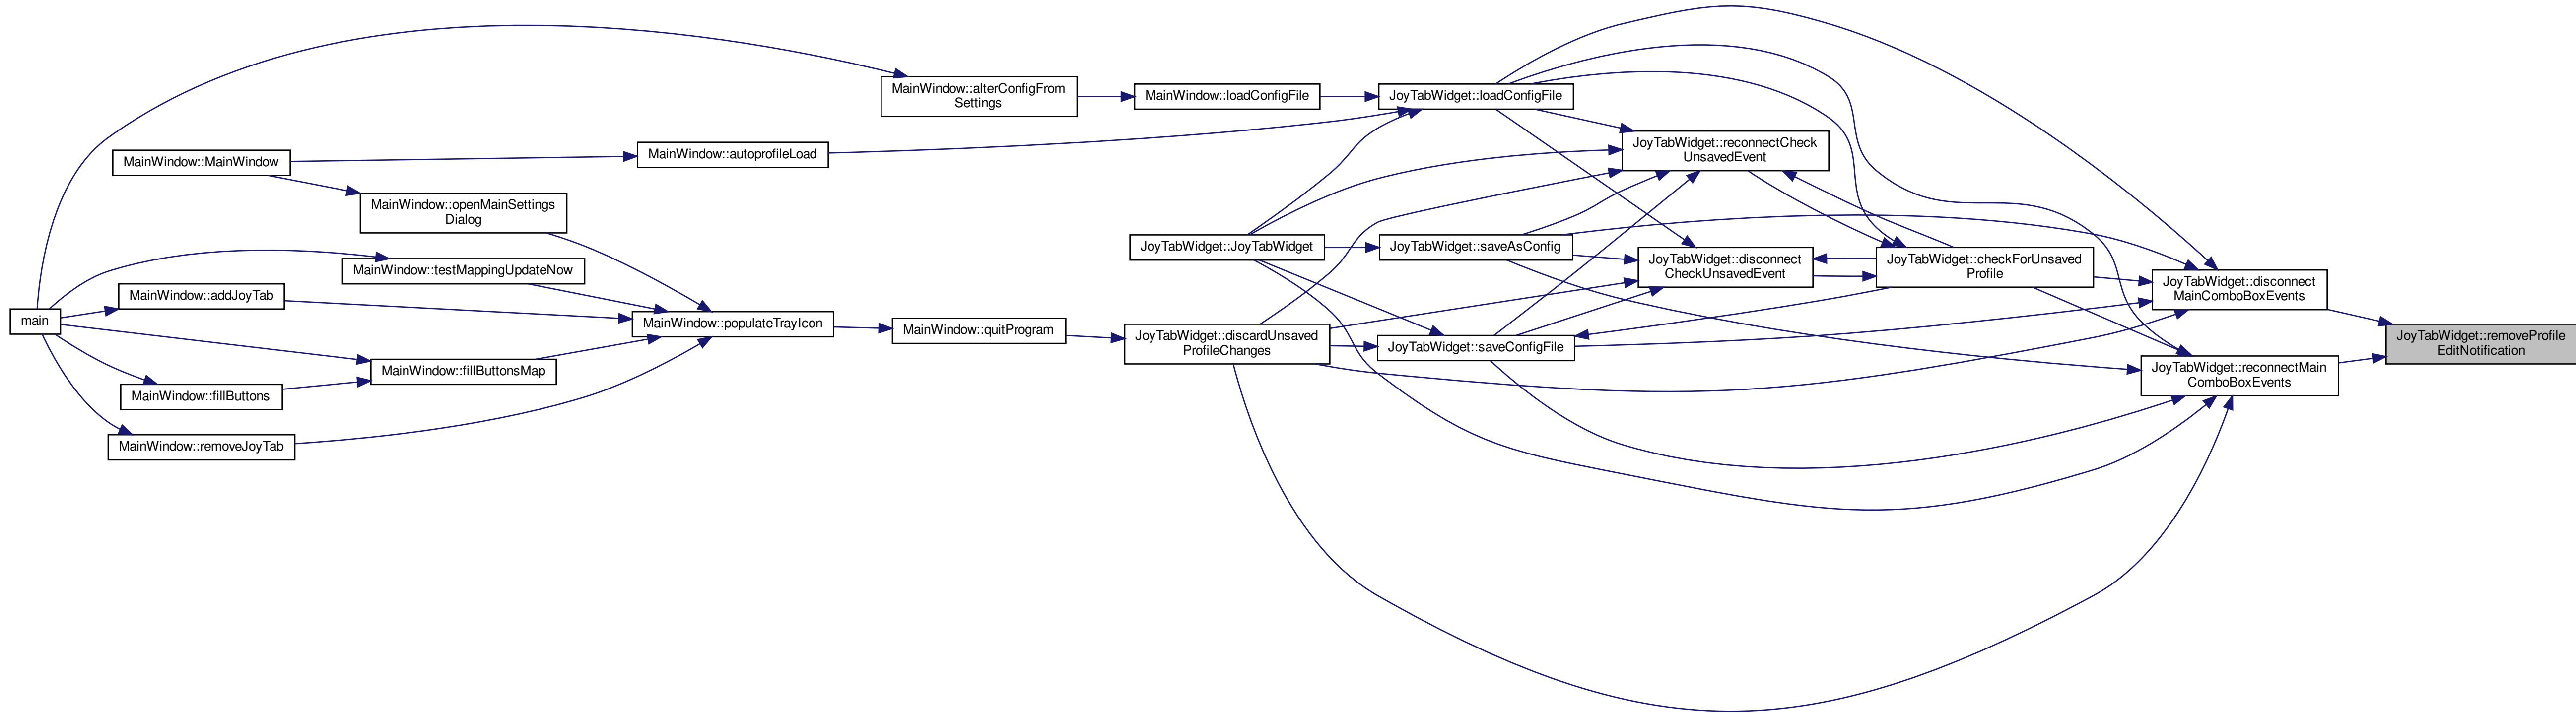 main
MainWindow::MainWindow
MainWindow::addJoyTab
MainWindow::fillButtons
MainWindow::removeJoyTab
MainWindow::openMainSettings
Dialog
MainWindow::testMappingUpdateNow
MainWindow::fillButtonsMap
MainWindow::autoprofileLoad
MainWindow::populateTrayIcon
MainWindow::alterConfigFrom
Settings
MainWindow::quitProgram
MainWindow::loadConfigFile
JoyTabWidget::JoyTabWidget
JoyTabWidget::discardUnsaved
ProfileChanges
JoyTabWidget::loadConfigFile
JoyTabWidget::saveAsConfig
JoyTabWidget::saveConfigFile
JoyTabWidget::reconnectCheck
UnsavedEvent
JoyTabWidget::disconnect
CheckUnsavedEvent
JoyTabWidget::checkForUnsaved
Profile
JoyTabWidget::disconnect
MainComboBoxEvents
JoyTabWidget::reconnectMain
ComboBoxEvents
JoyTabWidget::removeProfile
EditNotification